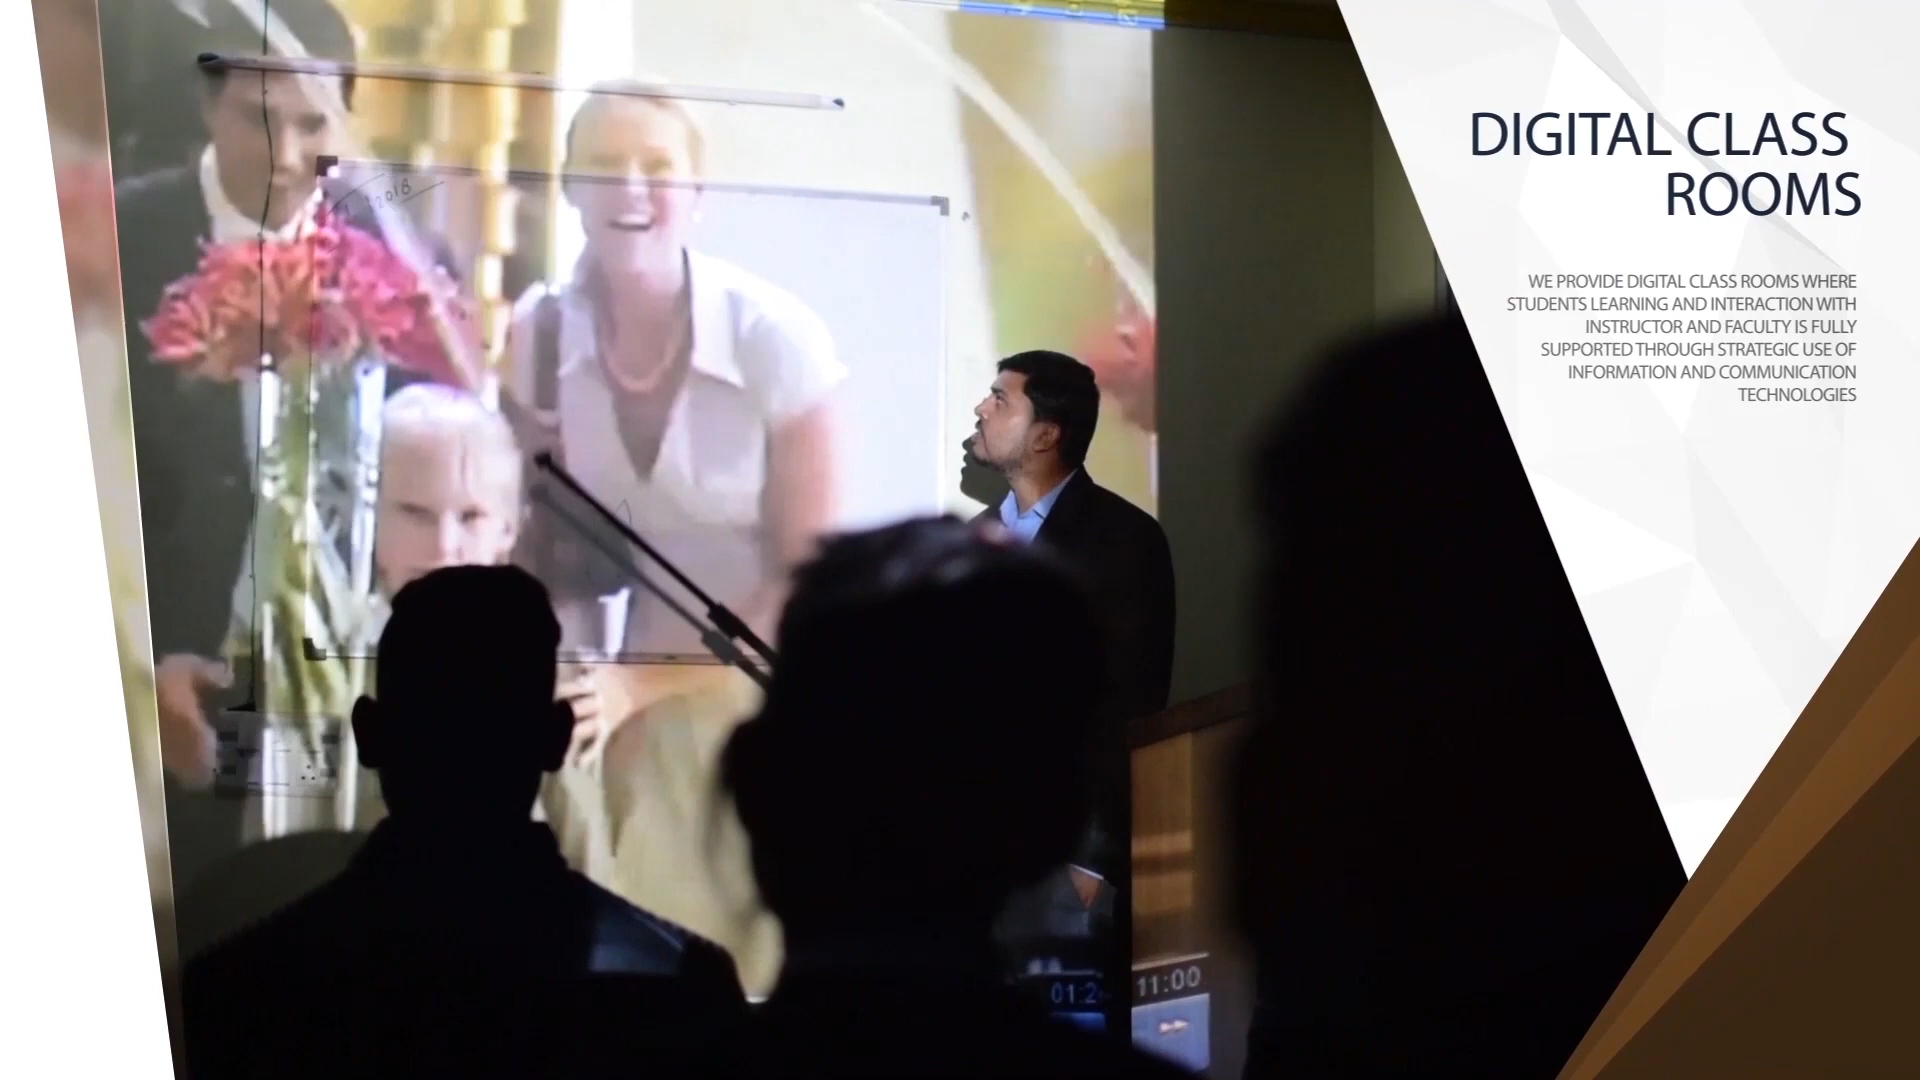 2018
DIGITAL CLASS
ROOMS
WE PROVIDE DIGITAL CLASS ROOMS WHERE
STUDENTS LEARNING AND INTERACTION WITH
INSTRUCTOR AND FACULTY IS FULLY
SUPPORTED THROUGH STRATEGIC USE OF
INFORMATION AND COMMUNICATION
TECHNOLOGIES
11:00